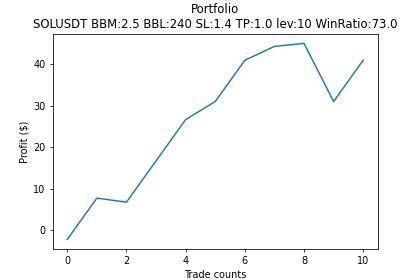 Portfolio
SOLUSDT BBM:2.5 BBL:240 SL:1.4 TP:1.0 lev:10 WinRatio:73.0
40
30
20
10
0
Profit ($)
0 2 4 6 8 10
Trade counts